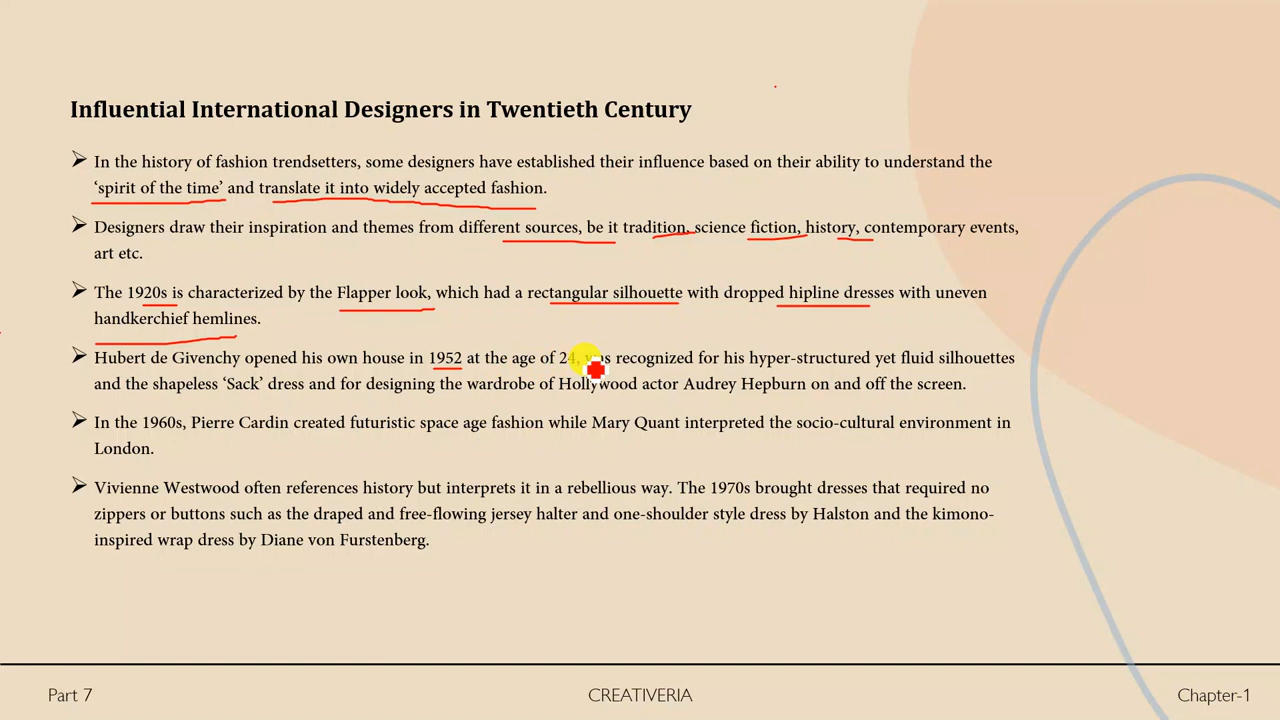 Influential International Designers in Twentieth Century
In the history of fashion trendsetters, some designers have established their influence based on their ability to understand the
‘spirit of the time’ and translate it into widely accepted fashion.
Designers draw their inspiration and themes from different sources, be it tradition, science fiction, history, contemporary events,
art etc.
The 1920s is characterized by the Flapper look, which had a rectangular silhouette with dropped hipline dresses with uneven
handkerchief hemlines.
Hubert de Givenchy opened his own house in 1952 at the age of 24, was recognized for his hyper-structured yet fluid silhouettes
and the shapeless ‘Sack’ dress and for designing the wardrobe of Hollywood actor Audrey Hepburn on and off the screen.
In the 1960s, Pierre Cardin created futuristic space age fashion while Mary Quant interpreted the socio-cultural environment in
London.
Vivienne Westwood often references history but interprets it in a rebellious way. The 1970s brought dresses that required no
zippers or buttons such as the draped and free-flowing jersey halter and one-shoulder style dress by Halston and the kimono-
inspired wrap dress by Diane von Furstenberg.
Part 7
CREATIVERIA
Chapter-1